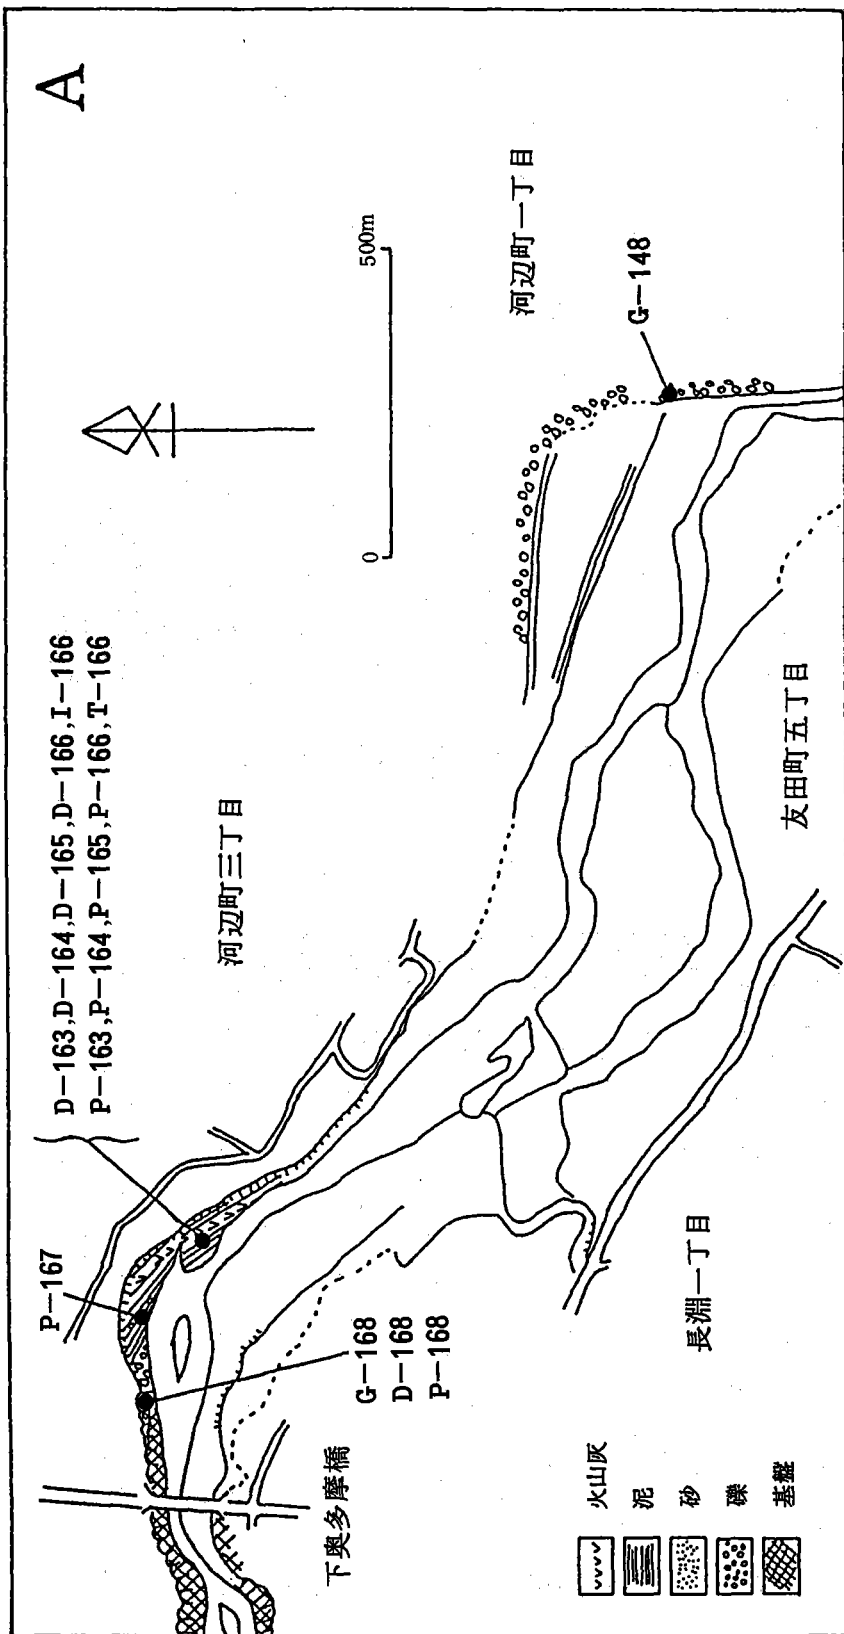 A
D-163,D-164,D-165,D-166,I-166
P-163,P-164,P-165,P-166,T-166
P-167
河辺町三丁目
0
500m
河辺町一丁目
G-148
G-168
D-168
P-168
下奥多摩橋
友田町五丁目
長淵一丁目
火山灰
泥
砂
礫
基盤